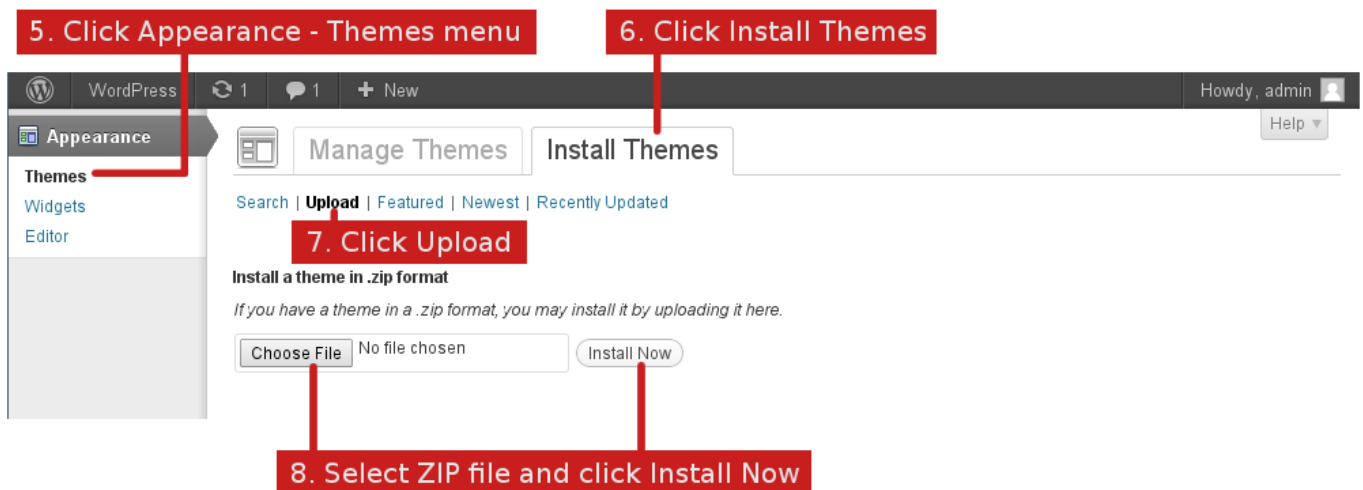 5. Click Appearance - Themes menu
6. Click Install Themes
WordPress 1 1 + New Howdy, admin
Appearance
Help
Manage Themes Install Themes
Themes
Widgets
Editor
Search | Upload | Featured | Newest | Recently Updated
7. Click Upload
Install a theme in .zip format
If you have a theme in a .zip format, you may install it by uploading it here.
Choose File No file chosen Install Now
8. Select ZIP file and click Install Now